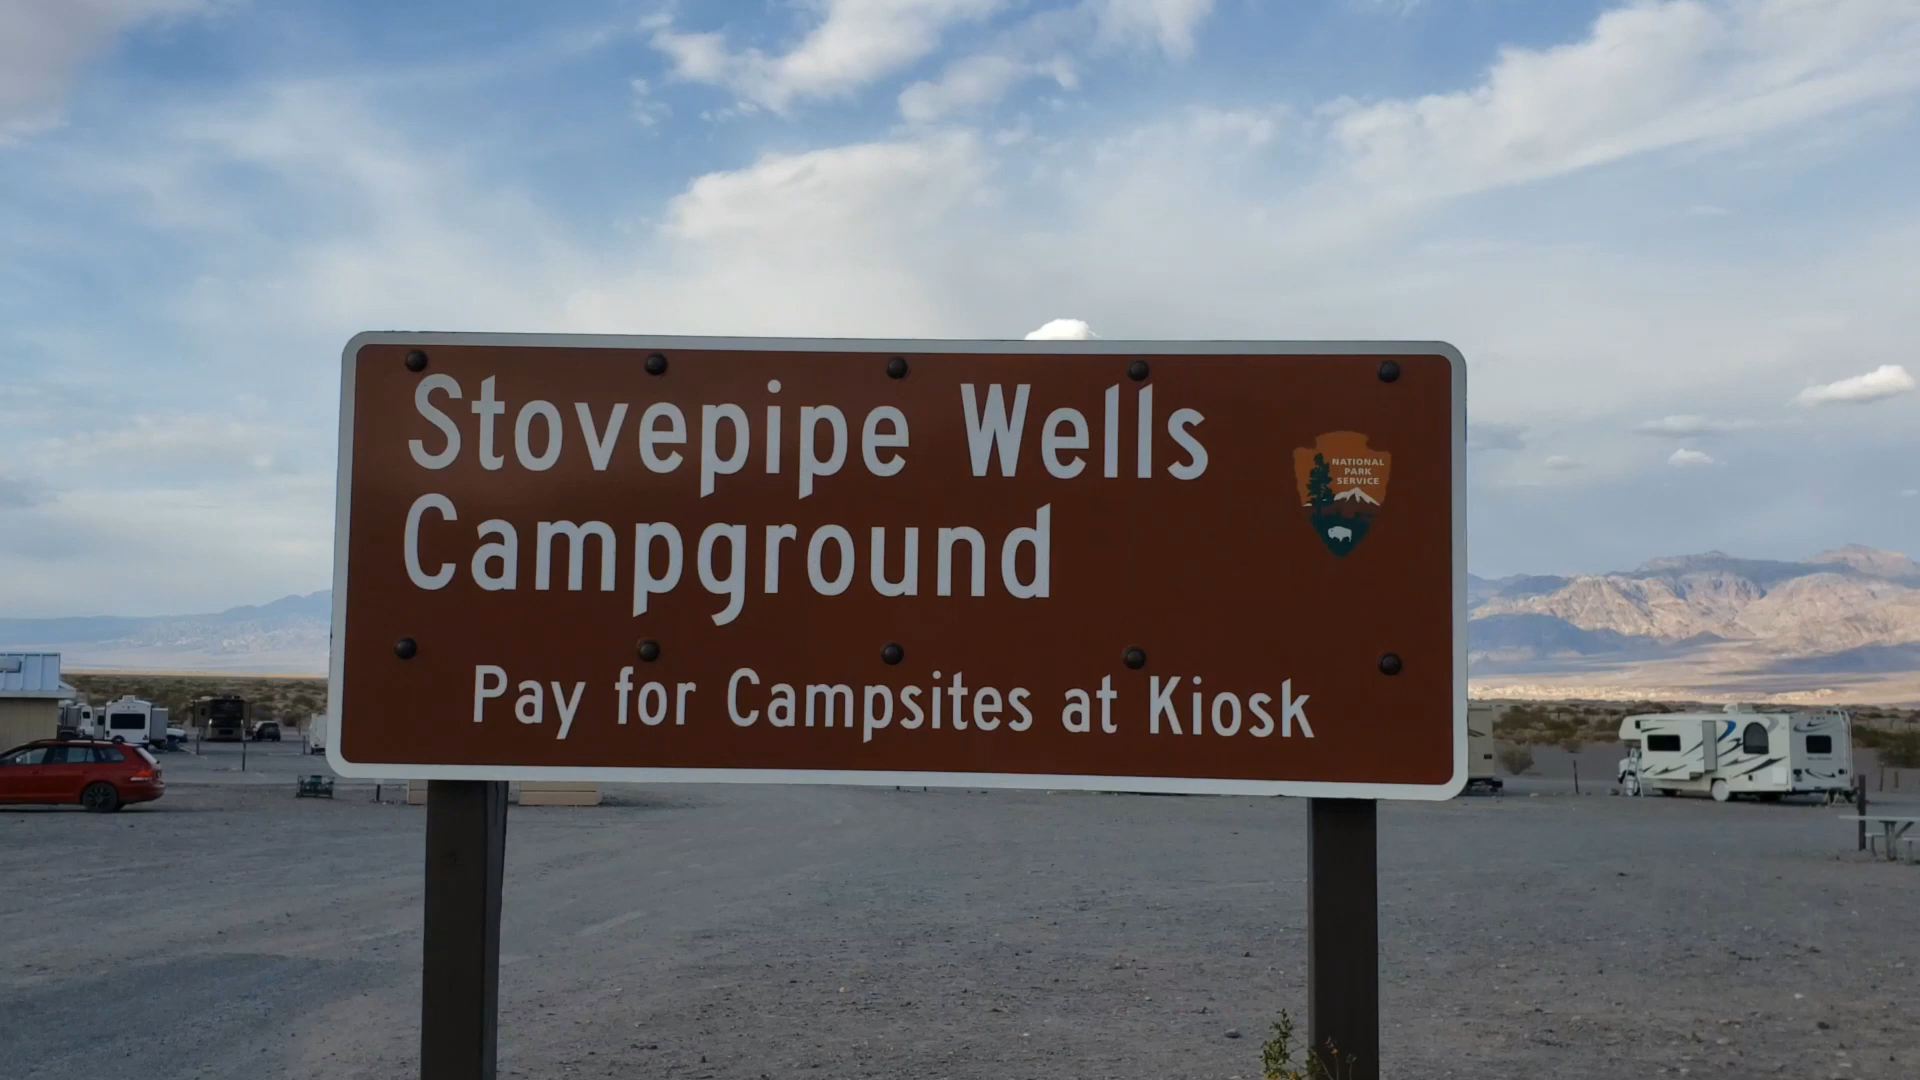 Stovepipe Wells
Campground
NATIONAL
PARK
SERVICE
Pay for Campsites at Kiosk